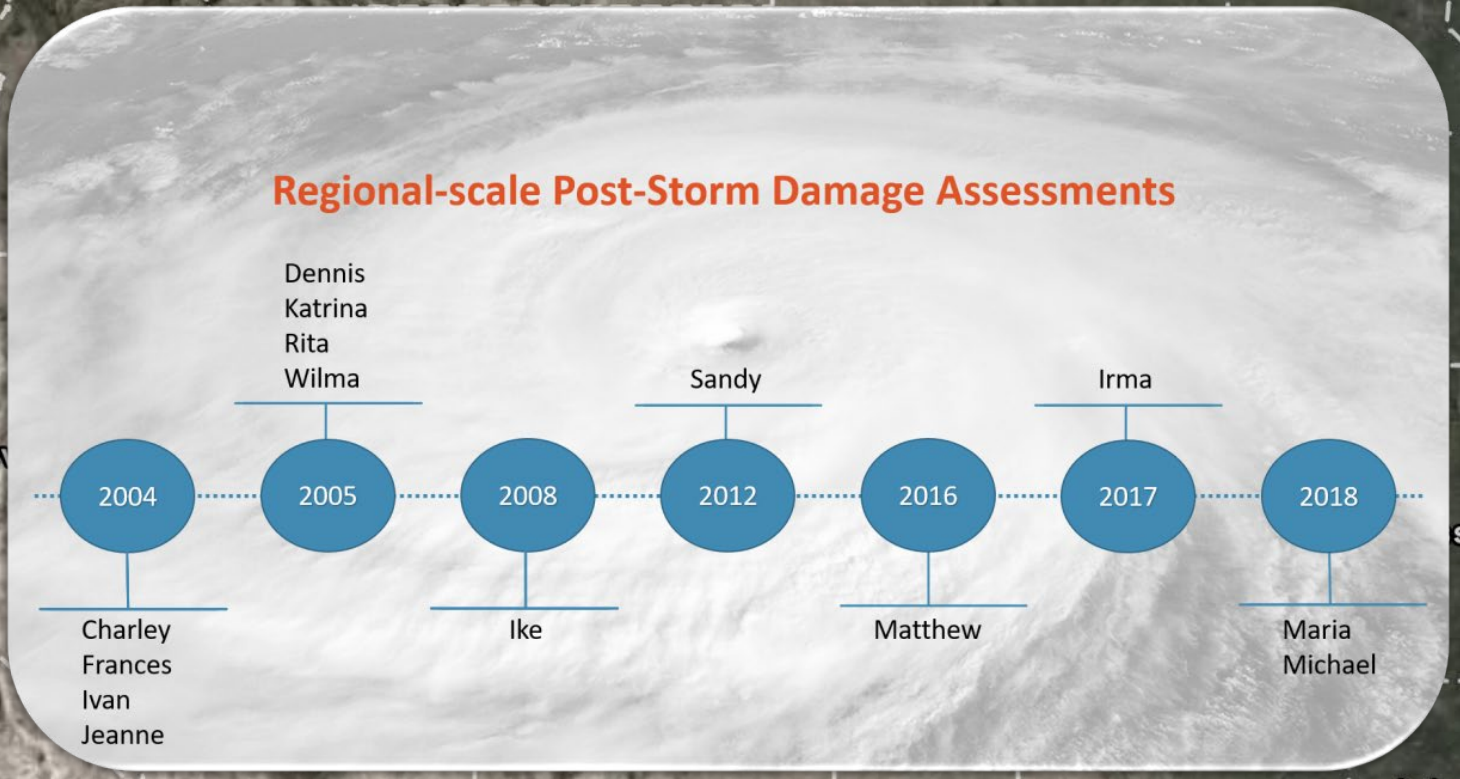 Regional-scale Post-Storm Damage Assessments
Dennis
Katrina
Rita
Wilma
Sandy
Irma
2004
2005
2008
2012
2016
2017
2018
Charley
Frances
Ivan
Jeanne
Ike
Matthew
Maria
Michael